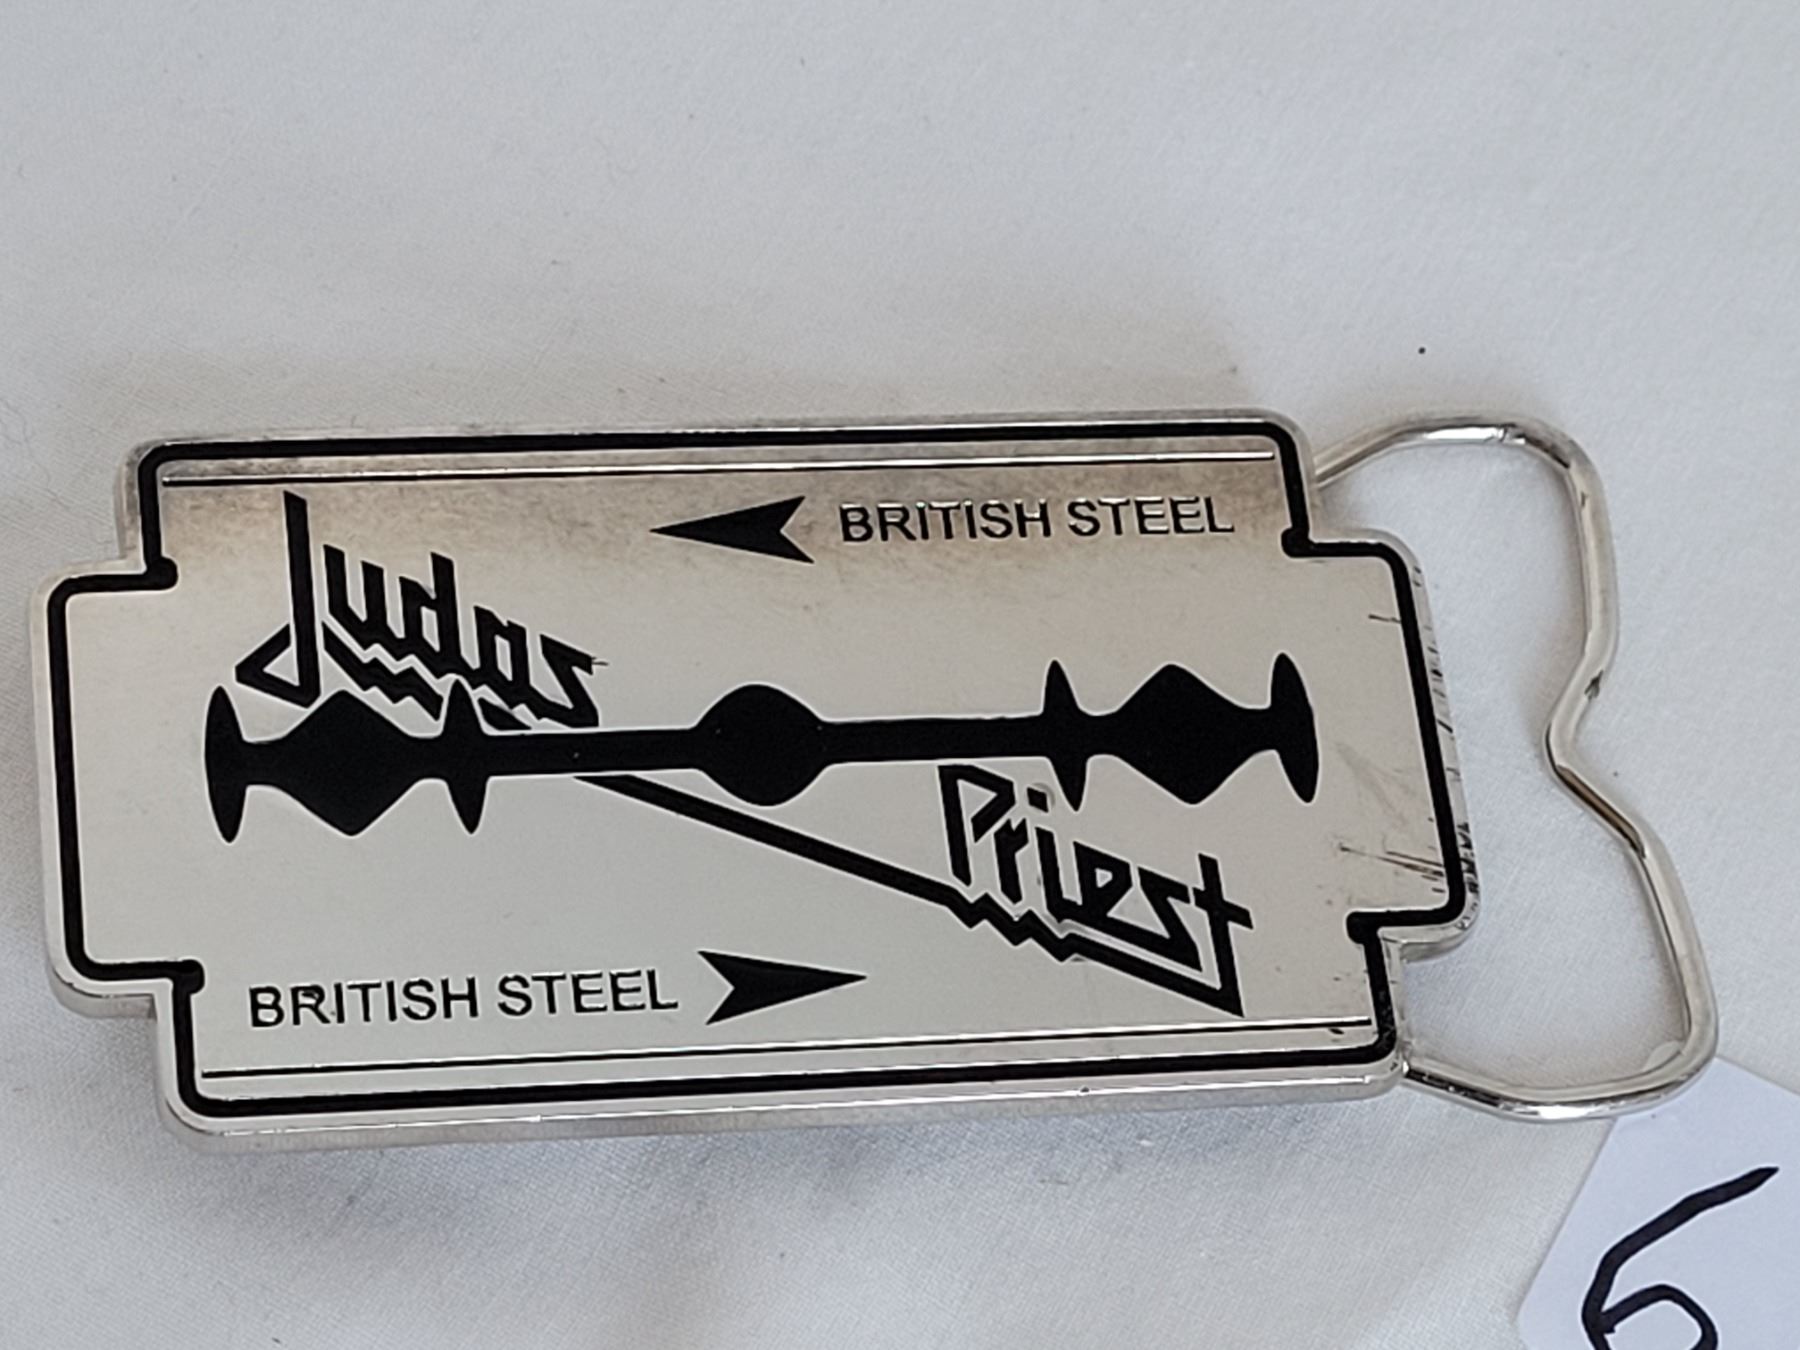 BRITISH STEEL
Judas
Priest
BRITISH STEEL
6